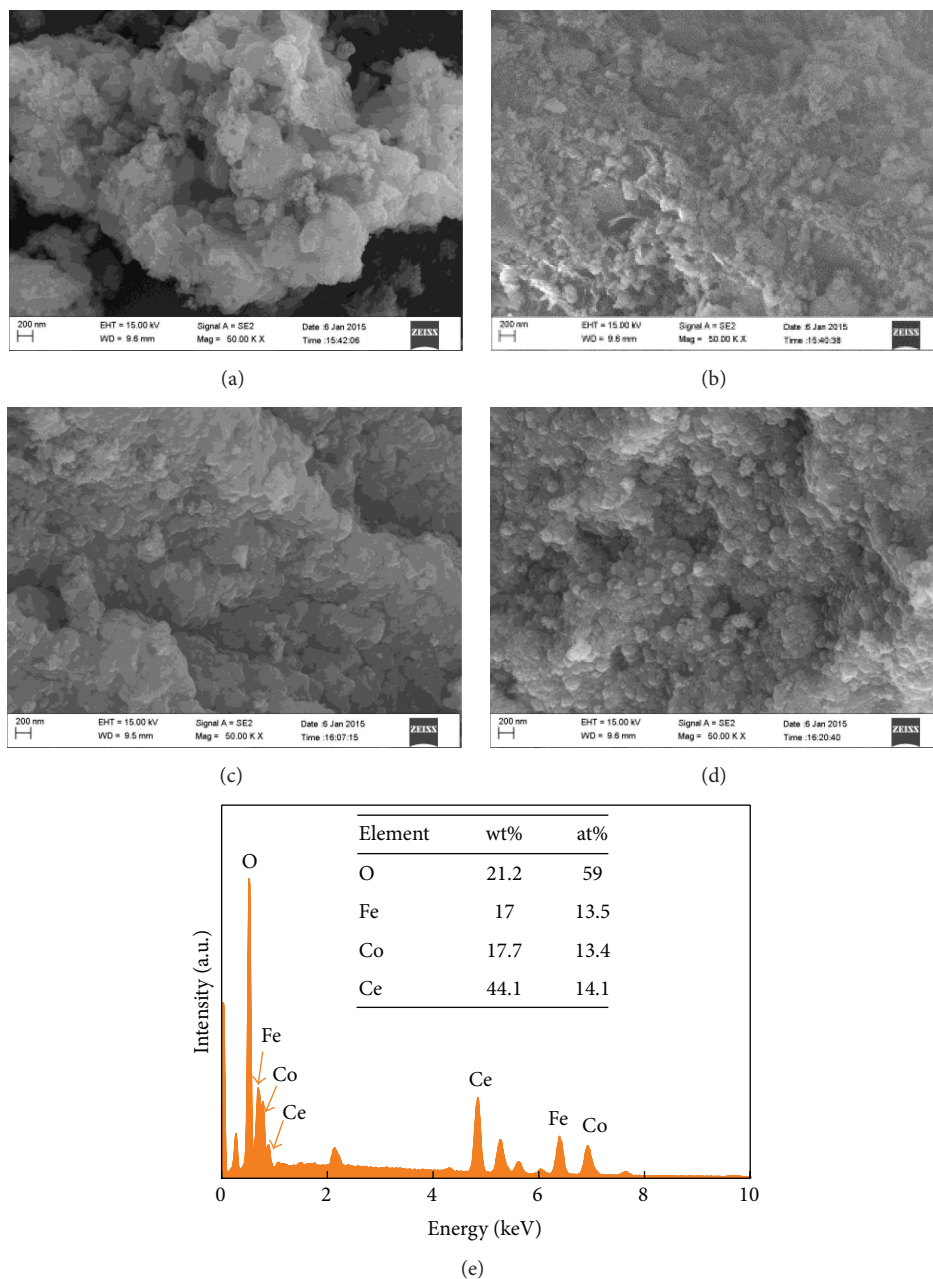 200 nm EHT = 15.00 kV Signal A = SE2 Date :6 Jan 2015 ZEISS
WD = 9.6 mm Mag = 50.00 K X Time :15:42:06
(a)
200 nm EHT = 15.00 kV Signal A = SE2 Date :6 Jan 2015 ZEISS
WD = 9.6 mm Mag = 50.00 K X Time :15:40:38
(b)
200 nm EHT = 15.00 kV Signal A = SE2 Date :6 Jan 2015 ZEISS
WD = 9.5 mm Mag = 50.00 K X Time :16:07:15
(c)
200 nm EHT = 15.00 kV Signal A = SE2 Date :6 Jan 2015 ZEISS
WD = 9.6 mm Mag = 50.00 K X Time :16:20:40
(d)
Element wt% at%
O 21.2 59
Fe 17 13.5
Co 17.7 13.4
Ce 44.1 14.1
O
Fe
Co
Ce
Ce
Fe
Co
Intensity (a.u.)
0 2 4 6 8 10
Energy (keV)
(e)